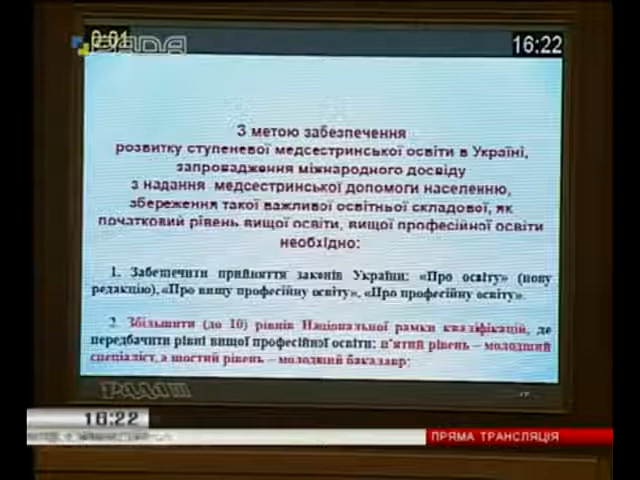 0:01
РАДА
16:22
З метою забезпечення
розвитку ступеневої медсестринської освіти в Україні,
запровадження міжнародного досвіду
з надання медсестринської допомоги населенню,
збереження такої важливої освітньої складової, як
початковий рівень вищої освіти, вищої професійної освіти
необхідно:
1. Забезпечити прийняття законів України: «Про освіту» (нову
редакцію), «Про вищу професійну освіту», «Про професійну освіту».
2. Збільшити (до 10) рівнів Національної рамки кваліфікацій, де
передбачити рівні вищої професійної освіти: п'ятий рівень – молодший
спеціаліст, а шостий рівень – молодший бакалавр;
16:22
ПРЯМА ТРАНСЛЯЦІЯ